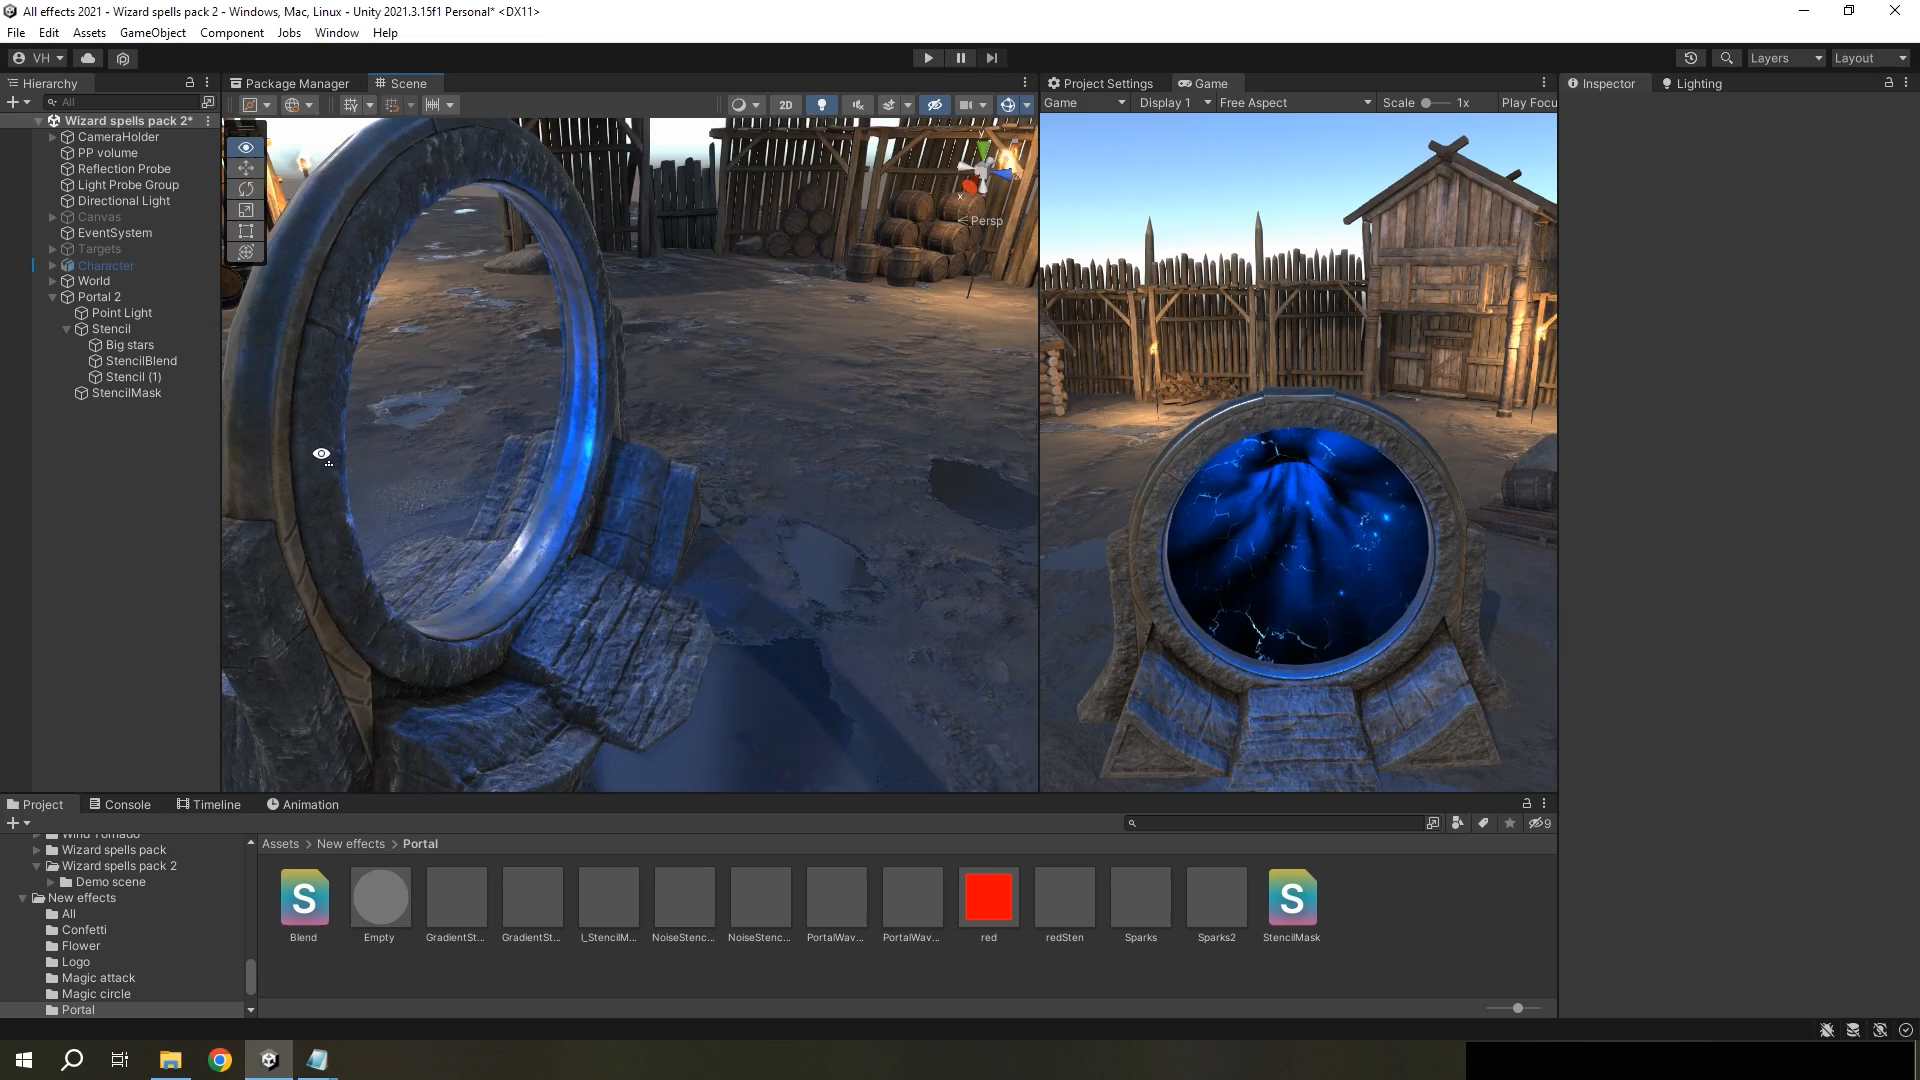 All effects 2021 - Wizard spells pack 2 - Windows, Mac, Linux - Unity 2021.3.15f1 Personal* <DX11>
File Edit Assets GameObject Component Jobs Window Help
VH Layers Layout
Hierarchy Package Manager Scene Project Settings Game Inspector Lighting
All 2D Game Display 1 Free Aspect Scale 1x Play Focu
Wizard spells pack 2*
CameraHolder
PP volume
Reflection Probe
Light Probe Group
Directional Light
Canvas
EventSystem
Targets
Character
World
Portal 2
Point Light
Stencil
Big stars
StencilBlend
Stencil (1)
StencilMask
y
x
Persp
Project Console Timeline Animation
9
Wind Tornado
Wizard spells pack
Wizard spells pack 2
Demo scene
New effects
All
Confetti
Flower
Logo
Magic attack
Magic circle
Portal
Assets > New effects > Portal
S S
Blend Empty GradientSt... GradientSt... I_StencilM... NoiseStenc... NoiseStenc... PortalWav... PortalWav... red redSten Sparks Sparks2 StencilMask